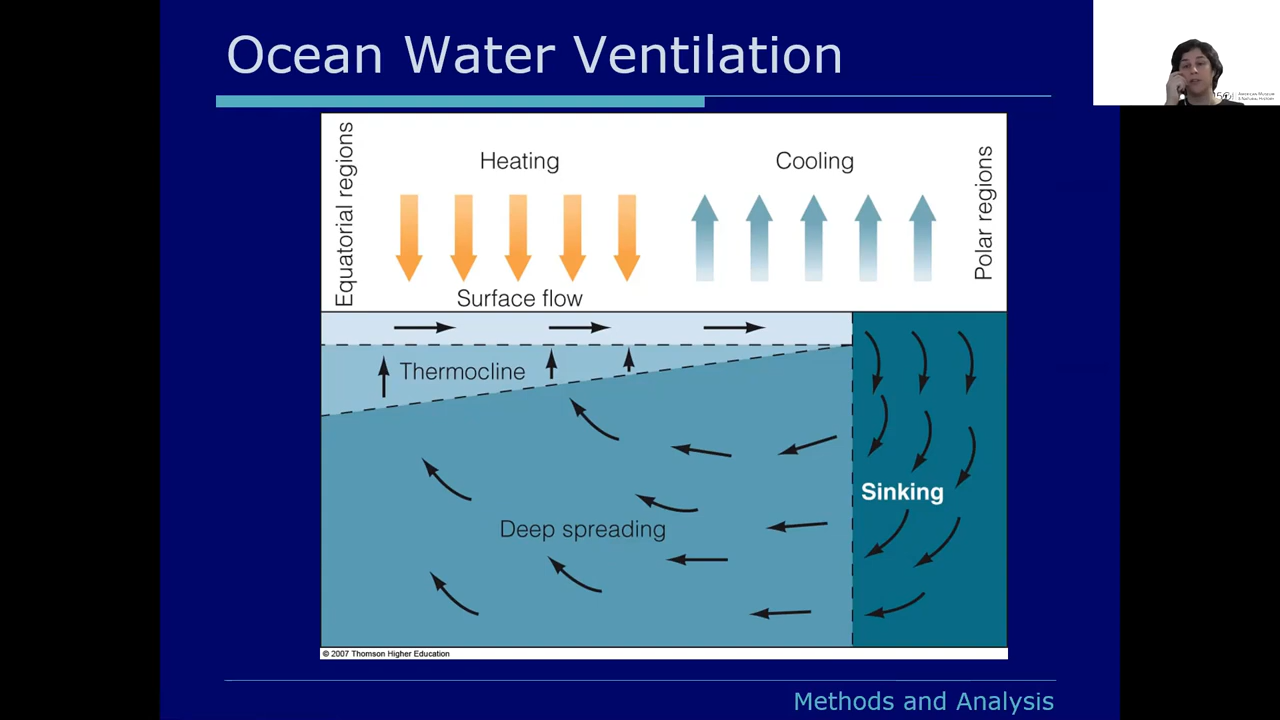 Ocean Water Ventilation
Equatorial regions
Heating
Cooling
Polar regions
Surface flow
Thermocline
Sinking
Deep spreading
© 2007 Thomson Higher Education
Methods and Analysis